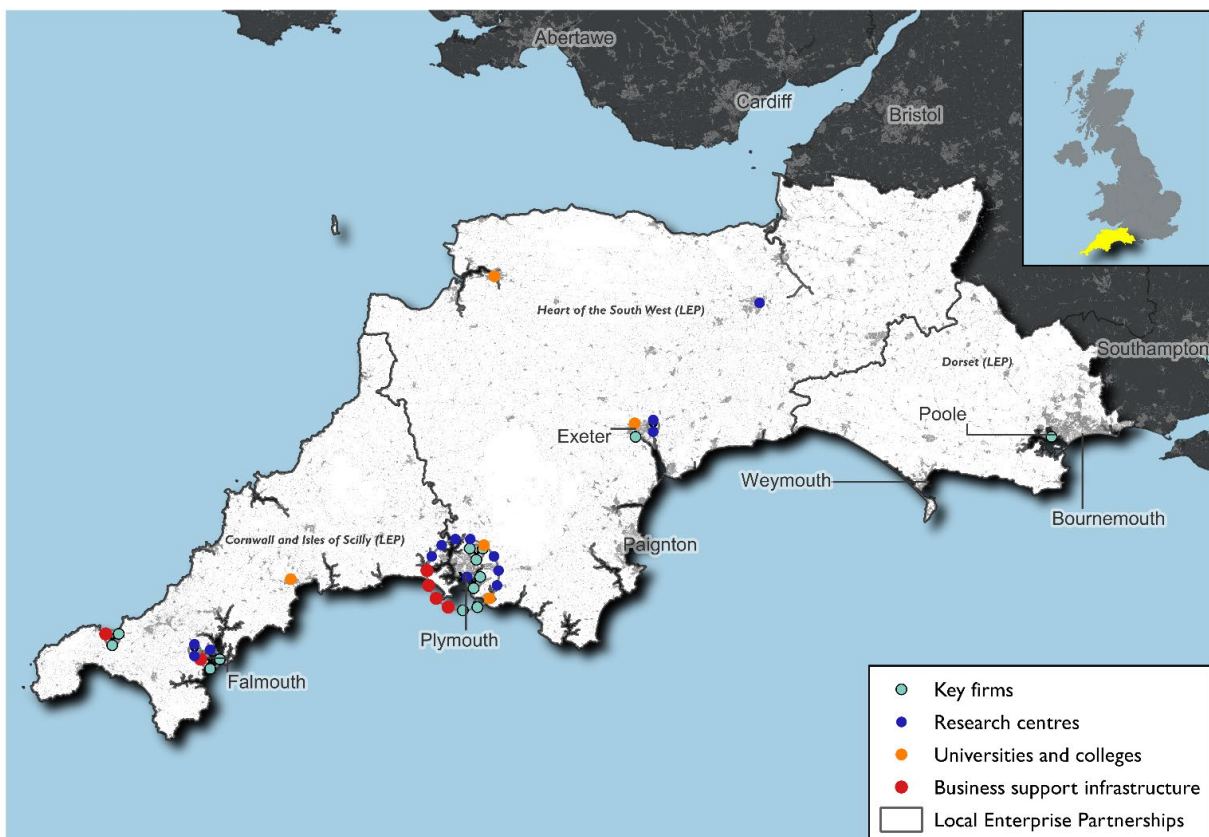 Abertawe
Cardiff
Bristol
Heart of the South West (LEP)
Southampton
Dorset (LEP)
Poole
Exeter
Weymouth
Bournemouth
Cornwall and Isles of Scilly (LEP)
Paignton
Plymouth
Falmouth
Key firms
Research centres
Universities and colleges
Business support infrastructure
Local Enterprise Partnerships